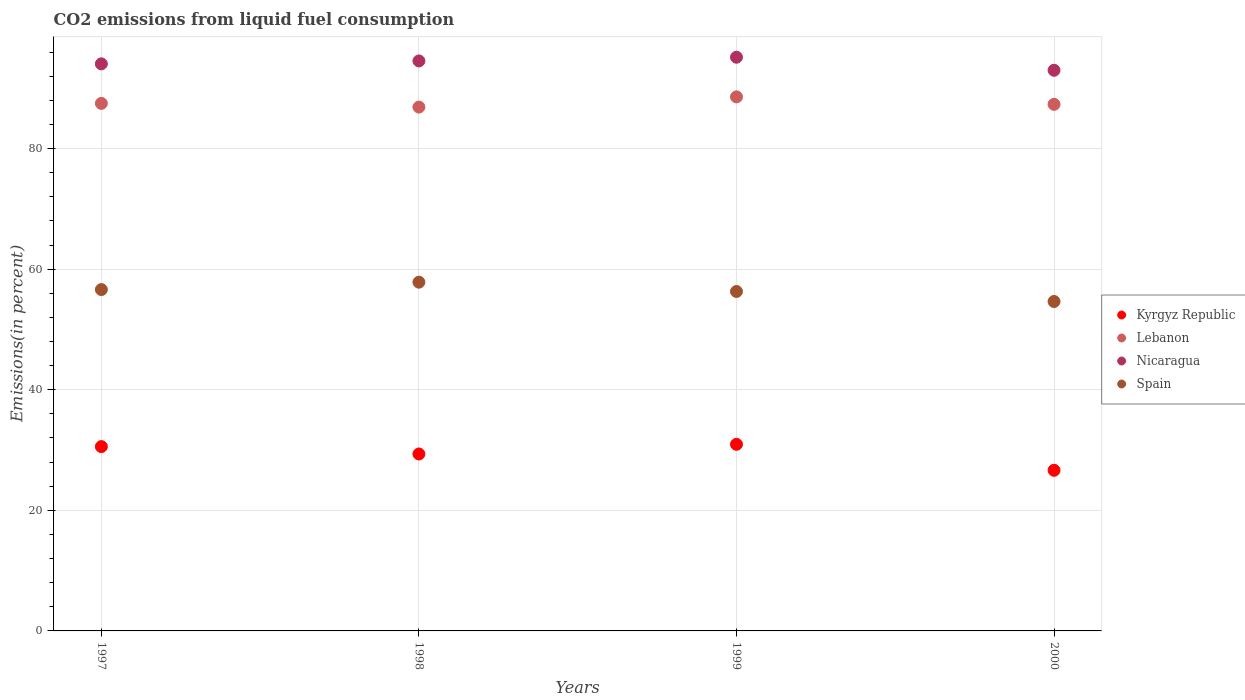 CO2 emissions from liquid fuel consumption
Emissions(in percent)
80
60
40
20
0
1997
1998
1999
2000
Years
Kyrgyz Republic
Lebanon
Nicaragua
Spain